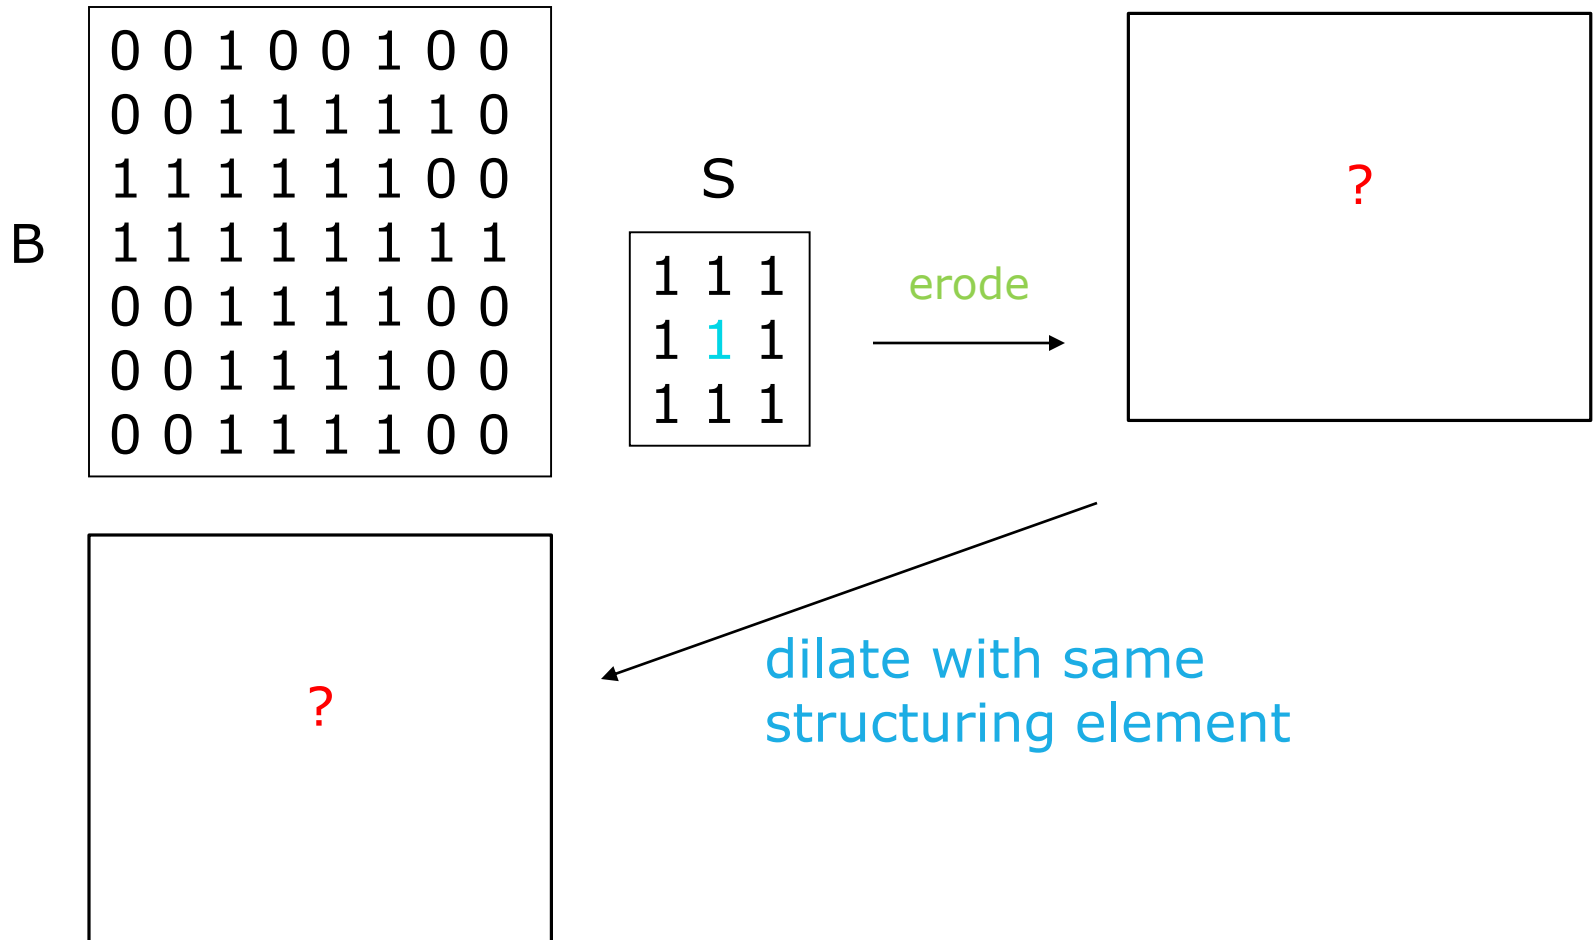 B
0 0 1 0 0 1 0 0
0 0 1 1 1 1 1 0
1 1 1 1 1 1 0 0
1 1 1 1 1 1 1 1
0 0 1 1 1 1 0 0
0 0 1 1 1 1 0 0
0 0 1 1 1 1 0 0
S
1 1 1
1 1 1
1 1 1
erode
?
dilate with same
structuring element
?